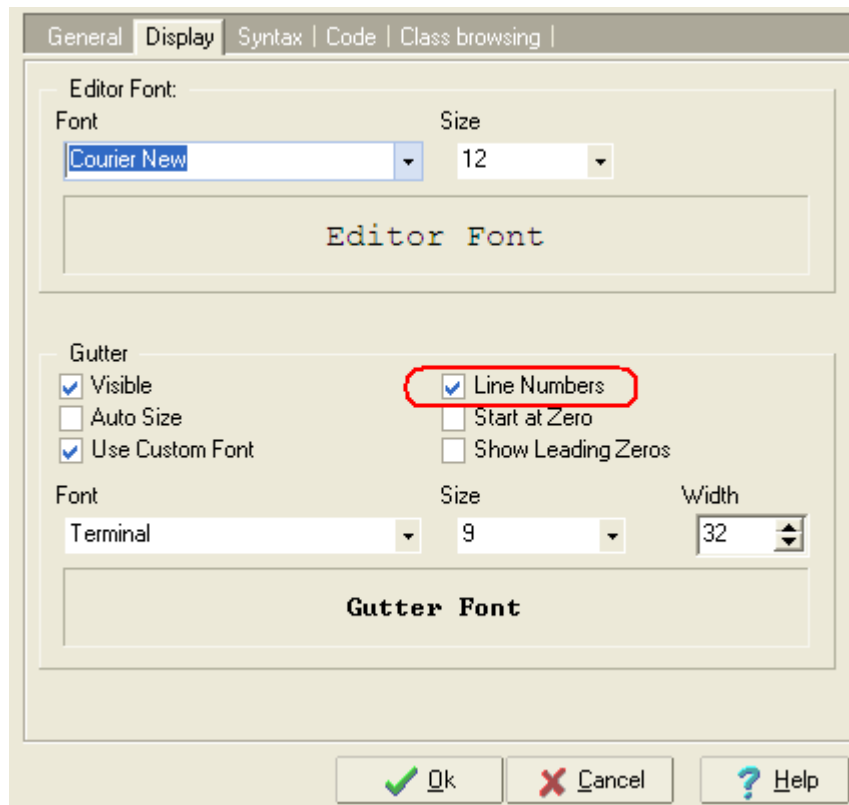 General | Display | Syntax | Code | Class browsing |
Editor Font:
Font Size
Courier New 12
Editor Font
Gutter
Visible Line Numbers
Auto Size Start at Zero
Use Custom Font Show Leading Zeros
Font Size Width
Terminal 9 32
Gutter Font
Ok Cancel Help